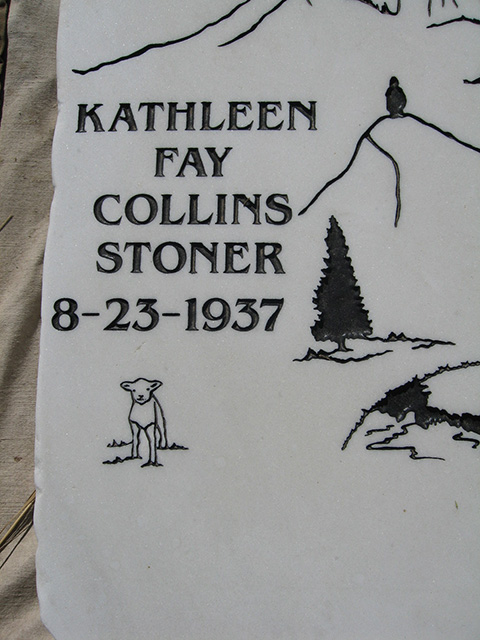 KATHLEEN
FAY
COLLINS
STONER
8-23-1937